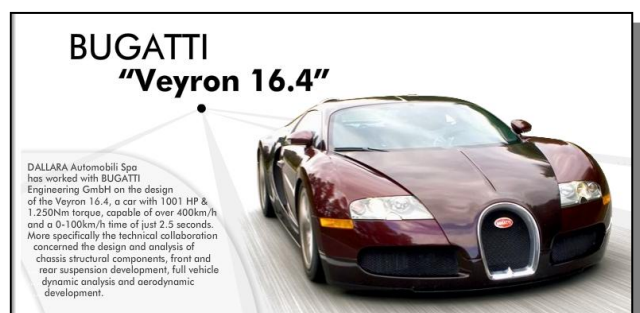 BUGATTI
“Veyron 16.4”
DALLARA Automobili Spa
has worked with BUGATTI
Engineering GmbH on the design
of the Veyron 16.4, a car with 1001 HP &
1.250Nm torque, capable of over 400km/h
and a 0-100km/h time of just 2.5 seconds.
More specifically the technical collaboration
concerned the design and analysis of
chassis structural components, front and
rear suspension development, full vehicle
dynamic analysis and aerodynamic
development.